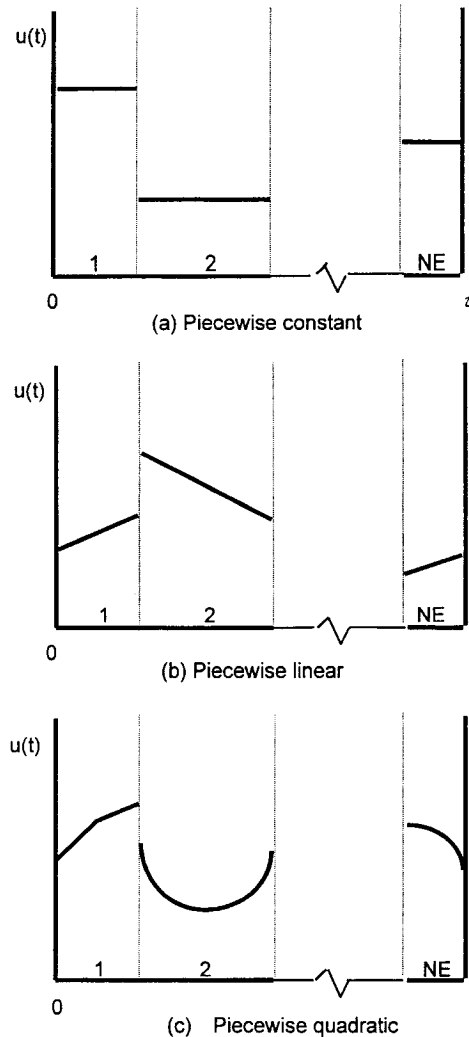 u(t)
1 2 NE
0
(a) Piecewise constant
u(t)
1 2 NE
0
(b) Piecewise linear
u(t)
1 2 NE
0
(c) Piecewise quadratic